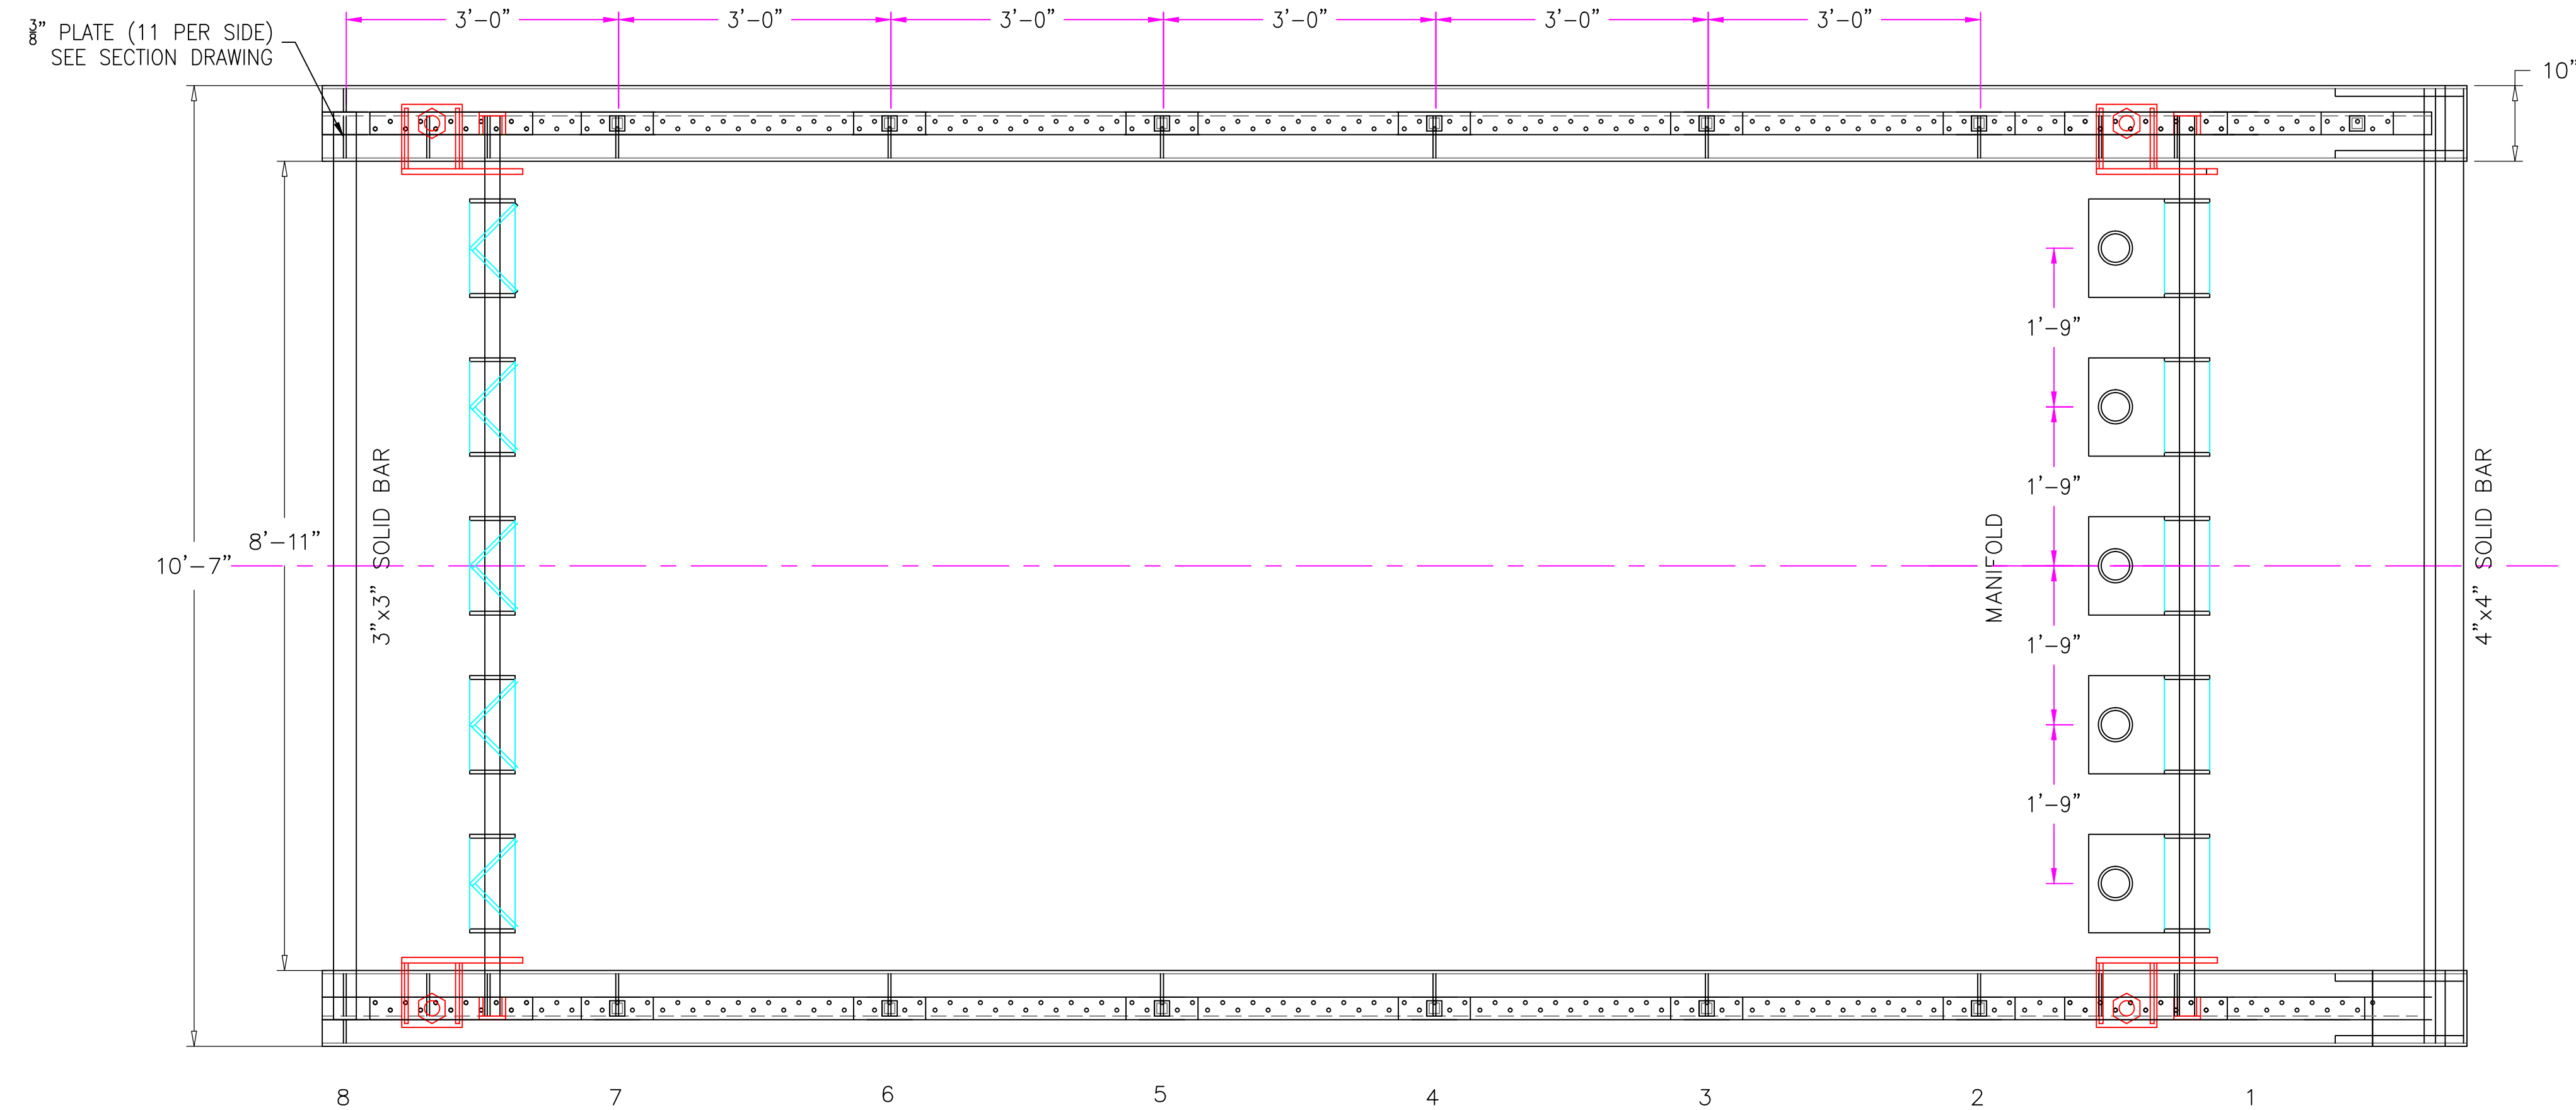 3'-0" 3'-0" 3'-0" 3'-0" 3'-0" 3'-0"
3/8" PLATE (11 PER SIDE)
SEE SECTION DRAWING
10"
1'-9"
1'-9"
8'-11"
10'-7"
3"x3" SOLID BAR
MANIFOLD
4"x4" SOLID BAR
1'-9"
1'-9"
8 7 6 5 4 3 2 1